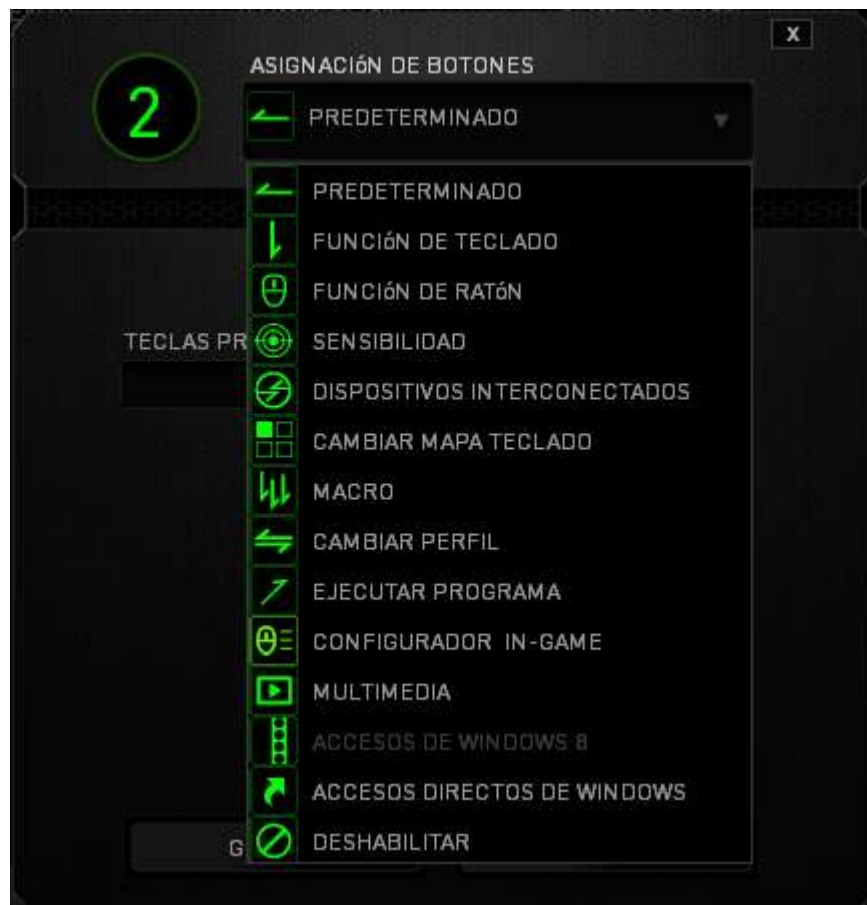 X
ASIGNACIÓN DE BOTONES
2
PREDETERMINADO
PREDETERMINADO
FUNCIÓN DE TECLADO
FUNCIÓN DE RATÓN
TECLAS PR
SENSIBILIDAD
DISPOSITIVOS INTERCONECTADOS
CAMBIAR MAPA TECLADO
MACRO
CAMBIAR PERFIL
EJECUTAR PROGRAMA
CONFIGURADOR IN-GAME
MULTIMEDIA
ACCESOS DE WINDOWS 8
ACCESOS DIRECTOS DE WINDOWS
G
DESHABILITAR